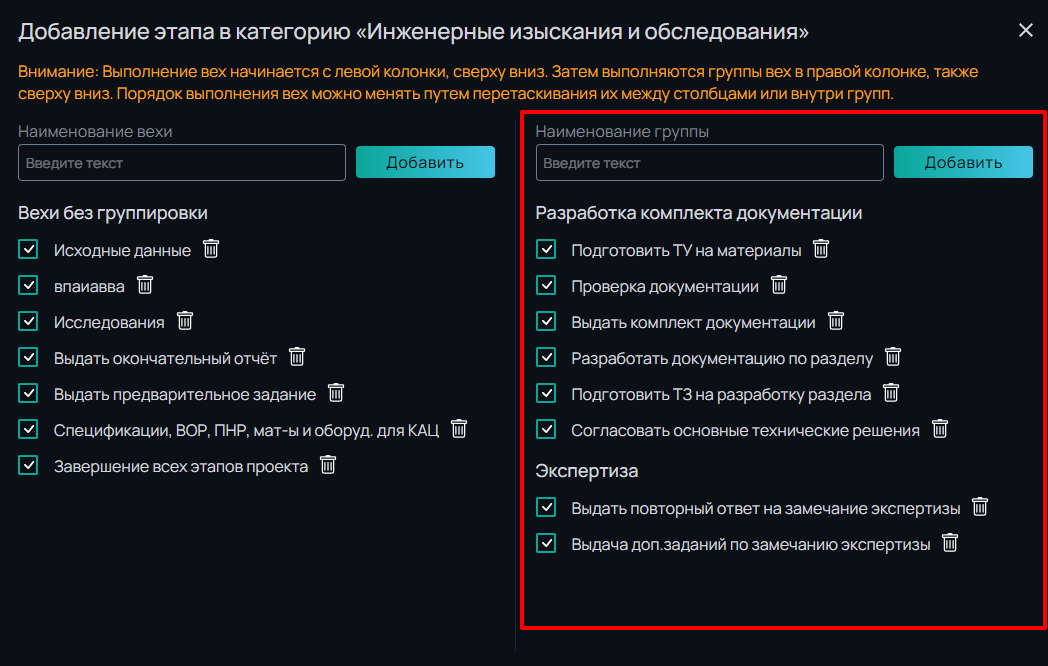 Добавление этапа в категорию «Инженерные изыскания и обследования»
Внимание: Выполнение вех начинается с левой колонки, сверху вниз. Затем выполняются группы вех в правой колонке, также
сверху вниз. Порядок выполнения вех можно менять путем перетаскивания их между столбцами или внутри групп.
Наименование вехи
Введите текст
Добавить
Вехи без группировки
Исходные данные
впаиавва
Исследования
Выдать окончательный отчёт
Выдать предварительное задание
Спецификации, ВОР, ПНР, мат-ы и оборуд. для КАЦ
Завершение всех этапов проекта
Наименование группы
Введите текст
Добавить
Разработка комплекта документации
Подготовить ТУ на материалы
Проверка документации
Выдать комплект документации
Разработать документацию по разделу
Подготовить ТЗ на разработку раздела
Согласовать основные технические решения
Экспертиза
Выдать повторный ответ на замечание экспертизы
Выдача доп.заданий по замечанию экспертизы